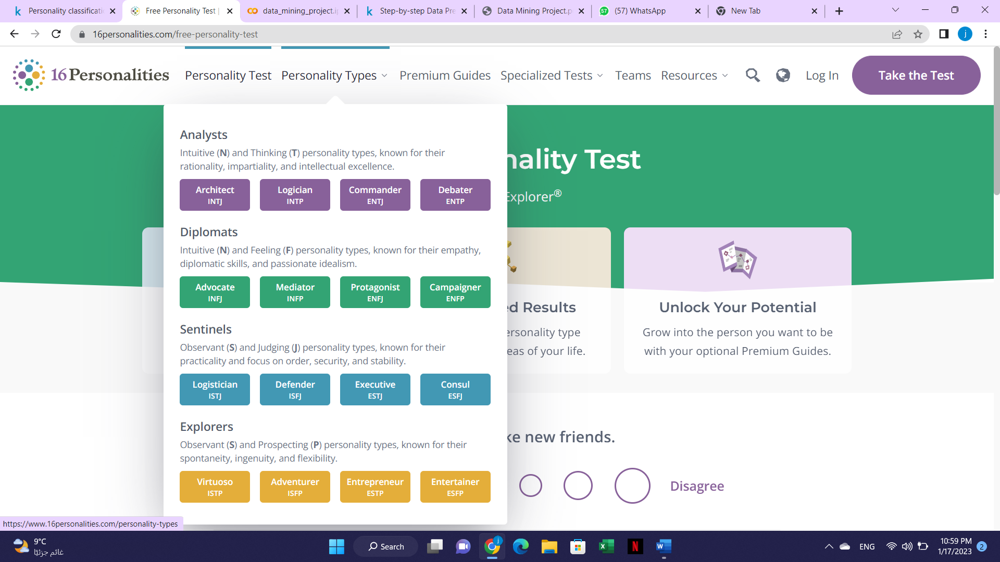 Personality classificati
Free Personality Test |
data_mining_project.i
Step-by-step Data Pre
Data Mining Project.p
57
(57) WhatsApp
New Tab
16personalities.com/free-personality-test
j
16Personalities
Personality Test
Personality Types
Premium Guides
Specialized Tests
Teams
Resources
Log In
Take the Test
nality Test
Explorer®
Analysts
Intuitive (N) and Thinking (T) personality types, known for their
rationality, impartiality, and intellectual excellence.
Architect
INTJ
Logician
INTP
Commander
ENTJ
Debater
ENTP
Diplomats
Intuitive (N) and Feeling (F) personality types, known for their empathy,
diplomatic skills, and passionate idealism.
Advocate
INFJ
Mediator
INFP
Protagonist
ENFJ
Campaigner
ENFP
Sentinels
Observant (S) and Judging (J) personality types, known for their
practicality and focus on order, security, and stability.
Logistician
ISTJ
Defender
ISFJ
Executive
ESTJ
Consul
ESFJ
Explorers
Observant (S) and Prospecting (P) personality types, known for their
spontaneity, ingenuity, and flexibility.
Virtuoso
ISTP
Adventurer
ISFP
Entrepreneur
ESTP
Entertainer
ESFP
ed Results
ersonality type
eas of your life.
Unlock Your Potential
Grow into the person you want to be
with your optional Premium Guides.
ke new friends.
Disagree
https://www.16personalities.com/personality-types
9°C
غائم جزئيًا
Search
j
N
W
ENG
10:59 PM
1/17/2023
2